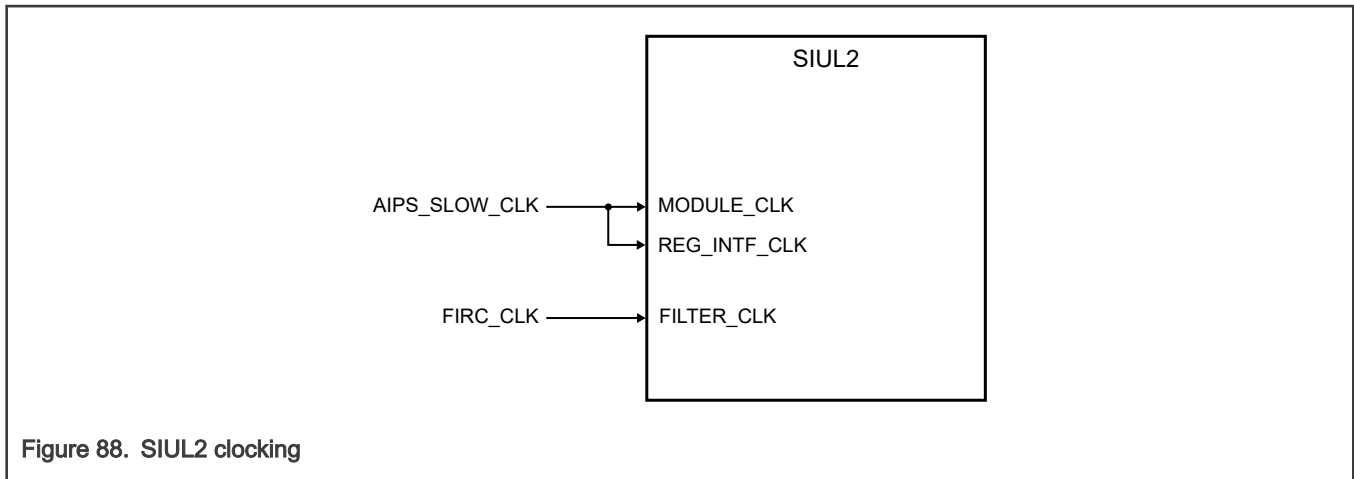 SIUL2
AIPS_SLOW_CLK
MODULE_CLK
REG_INTF_CLK
FIRC_CLK
FILTER_CLK
Figure 88. SIUL2 clocking